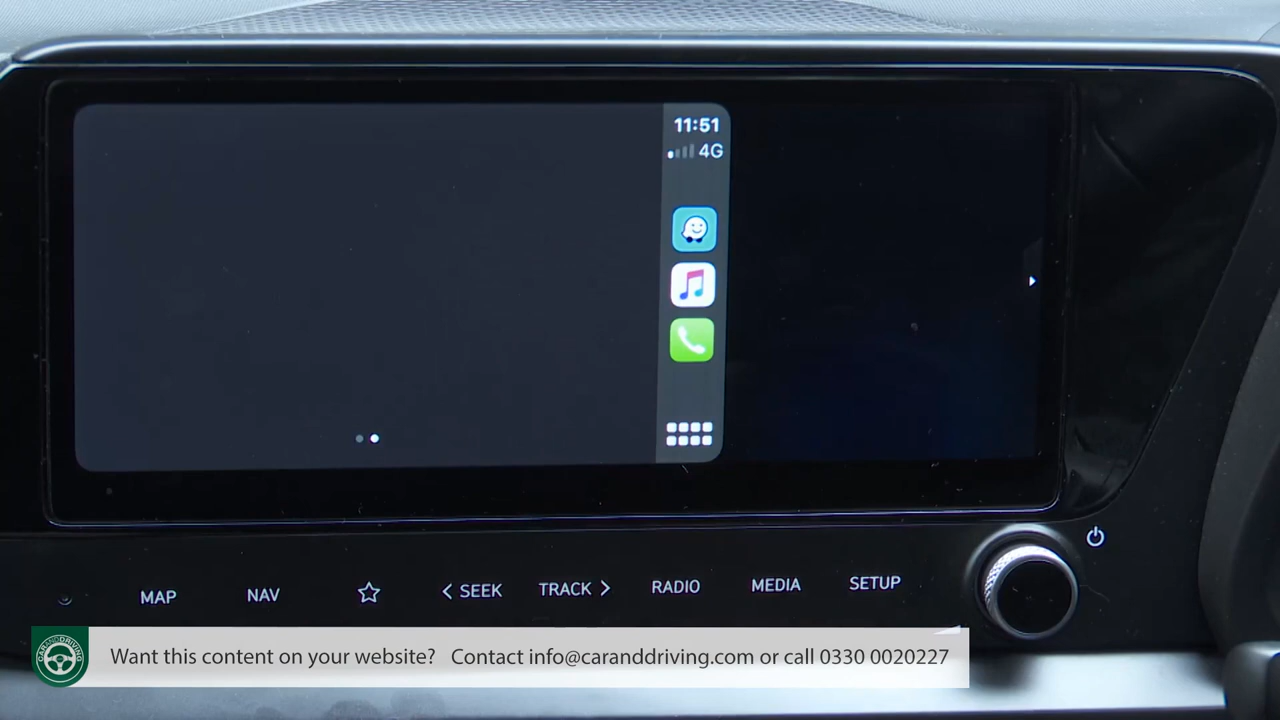 11:51
4G
MAP
NAV
< SEEK
TRACK >
RADIO
MEDIA
SETUP
CARANDDRIVING
Want this content on your website? Contact info@caranddriving.com or call 0330 0020227